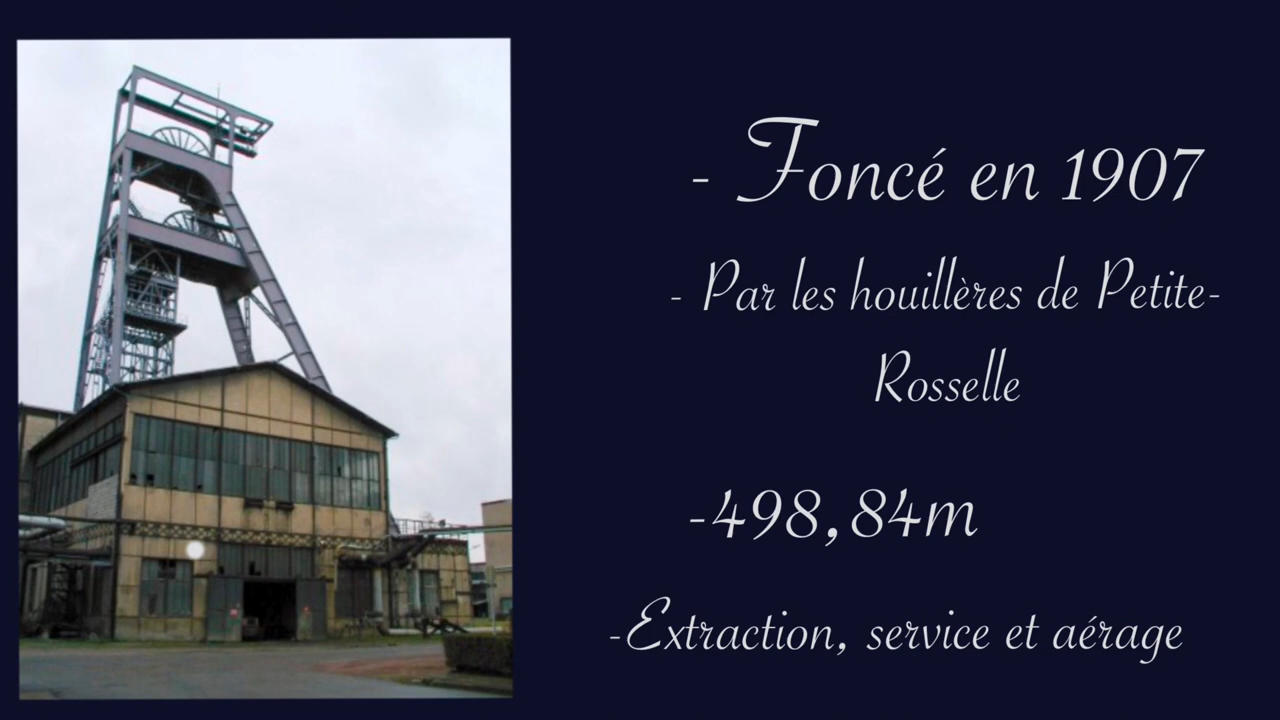 - Foncé en 1907
- Par les houillères de Petite-
Rosselle
-498,84m
-Extraction, service et aérage